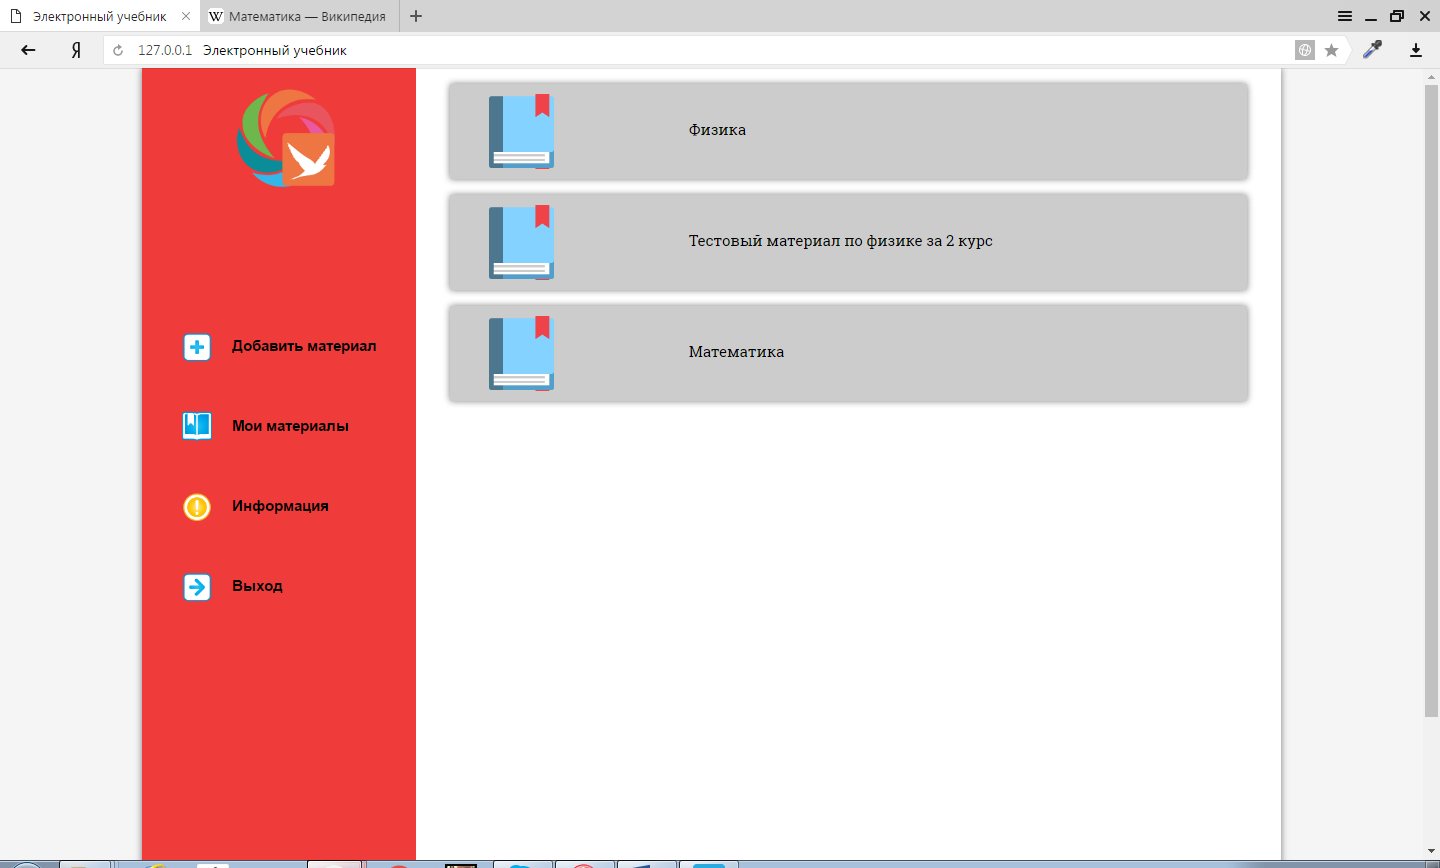 Электронный учебник
W Математика — Википедия
Я
127.0.0.1 Электронный учебник
Физика
Тестовый материал по физике за 2 курс
Математика
Добавить материал
Мои материалы
Информация
Выход